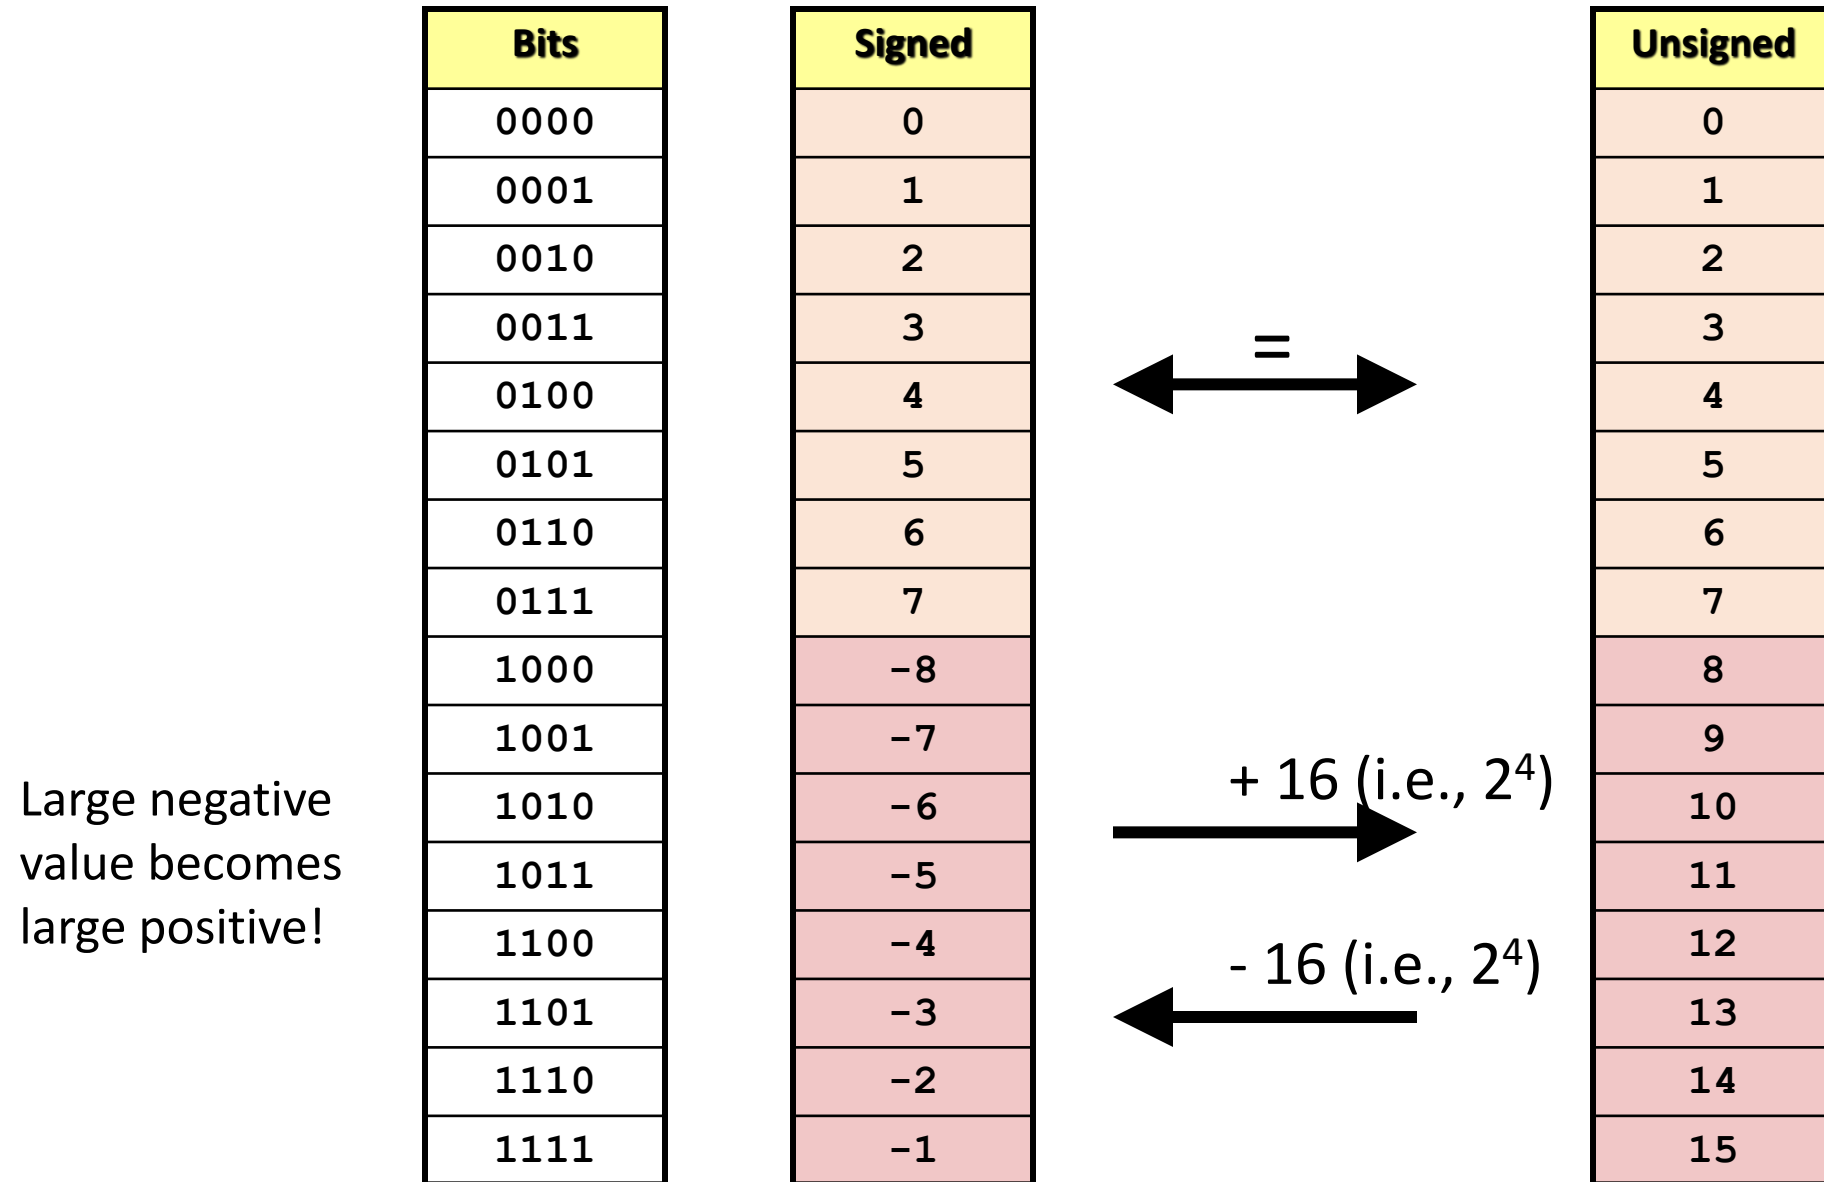 Bits Signed Unsigned
0000 0 0
0001 1 1
0010 2 2
0011 3 3
=
0100 4 4
0101 5 5
0110 6 6
0111 7 7
1000 -8 8
1001 -7 9
+ 16 (i.e., 2⁴)
1010 -6 10
1011 -5 11
1100 -4 12
- 16 (i.e., 2⁴)
1101 -3 13
1110 -2 14
1111 -1 15
Large negative
value becomes
large positive!